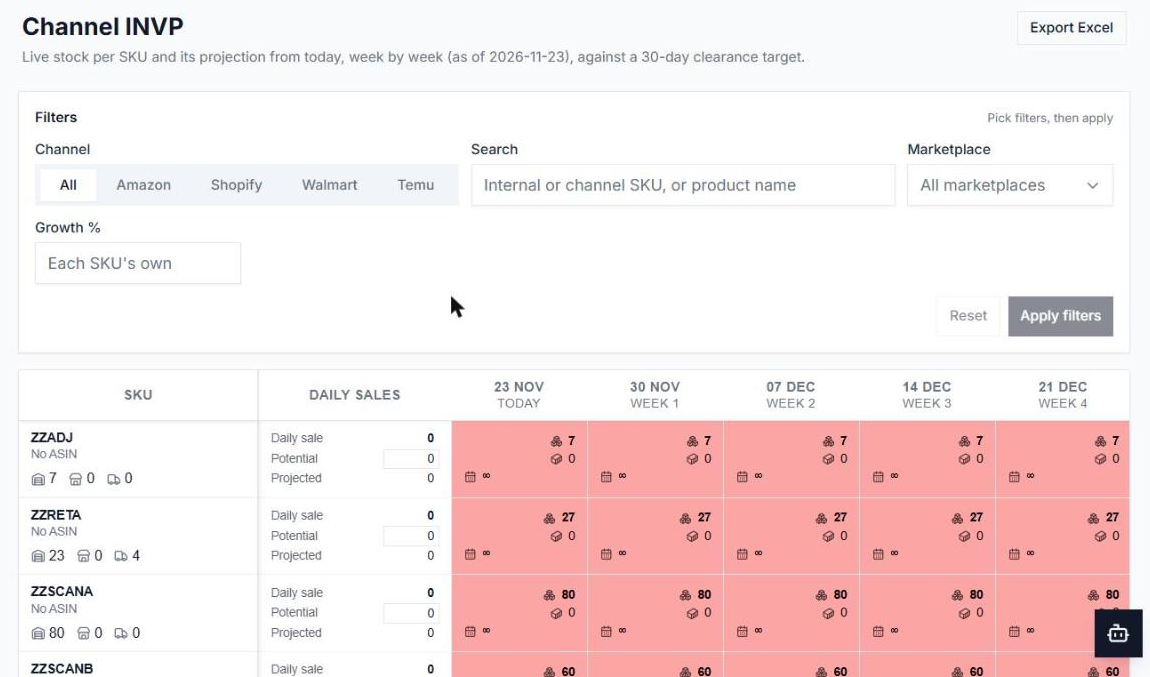 Channel INVP
Export Excel
Live stock per SKU and its projection from today, week by week (as of 2026-11-23), against a 30-day clearance target.
Filters
Pick filters, then apply
Channel
Search
Marketplace
All Amazon Shopify Walmart Temu
Internal or channel SKU, or product name
All marketplaces
Growth %
Each SKU's own
Reset
Apply filters
SKU DAILY SALES 23 NOV 30 NOV 07 DEC 14 DEC 21 DEC
TODAY WEEK 1 WEEK 2 WEEK 3 WEEK 4
ZZADJ Daily sale 0 7 7 7 7 7
No ASIN Potential 0 0 0 0 0 0
7 0 0 Projected 0 ∞ ∞ ∞ ∞ ∞
ZZRETA Daily sale 0 27 27 27 27 27
No ASIN Potential 0 0 0 0 0 0
23 0 4 Projected 0 ∞ ∞ ∞ ∞ ∞
ZZSCANA Daily sale 0 80 80 80 80 80
No ASIN Potential 0 0 0 0 0 0
80 0 0 Projected 0 ∞ ∞ ∞ ∞ ∞
ZZSCANB Daily sale 0 60 60 60 60 60